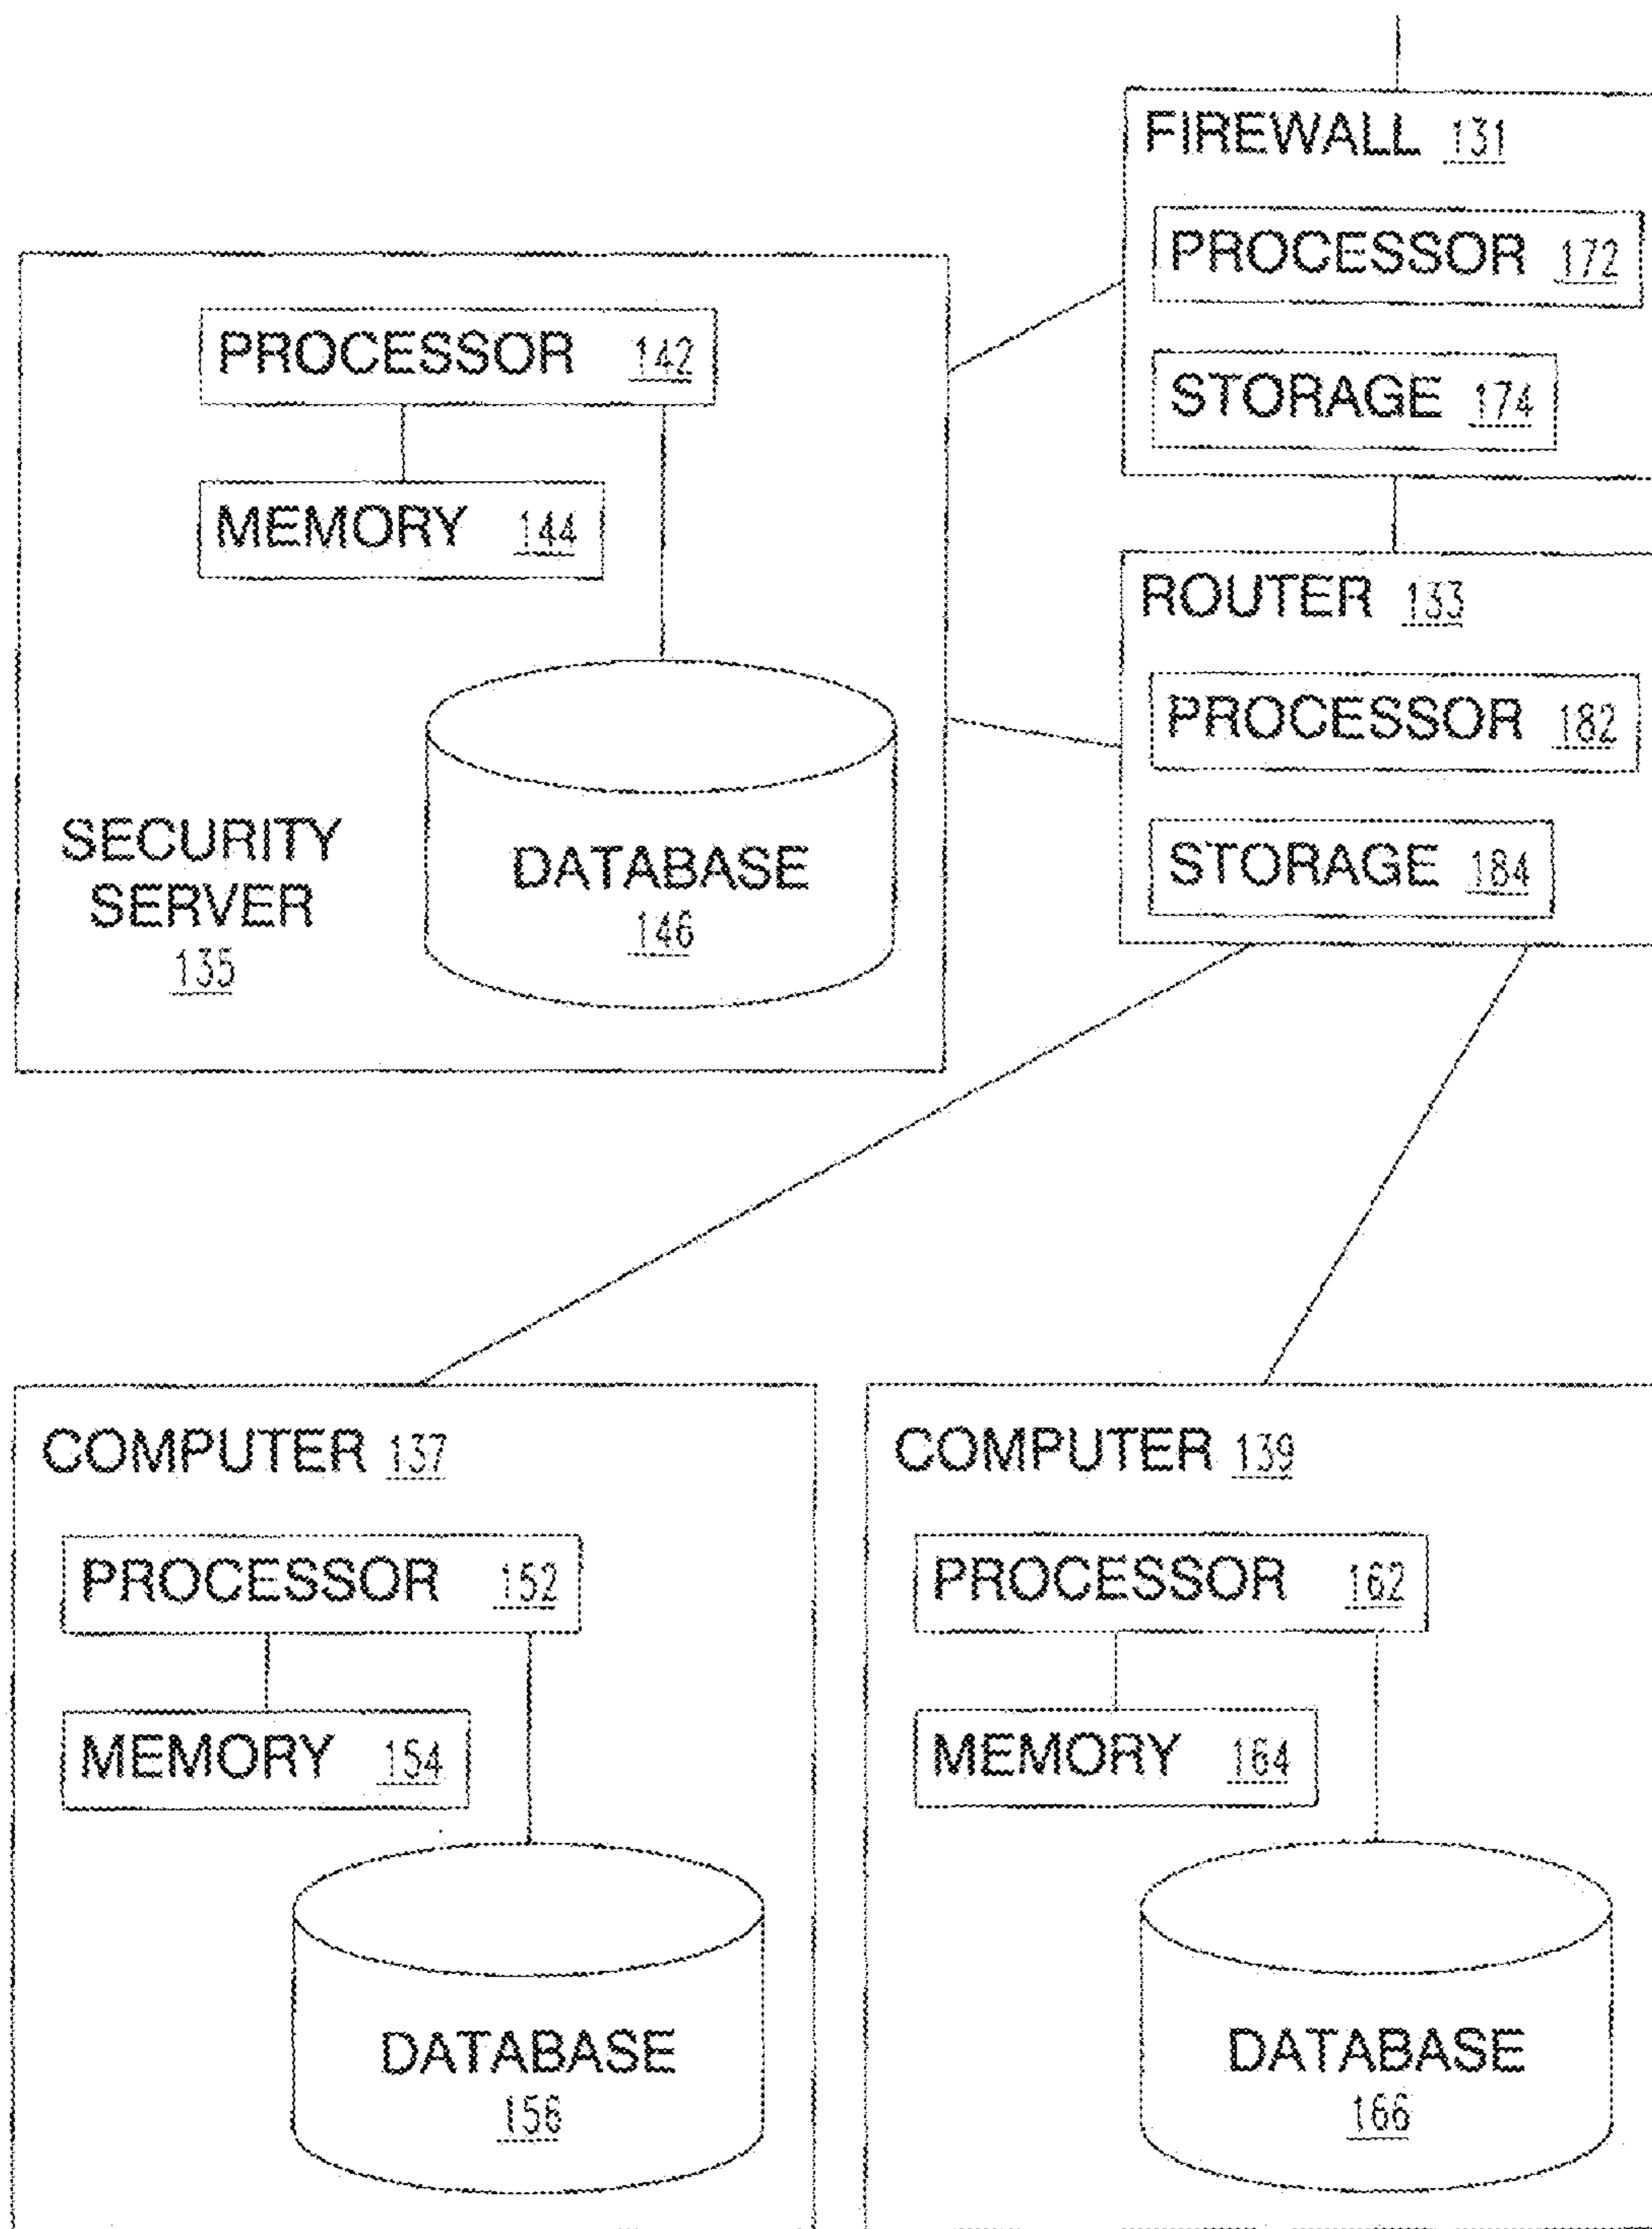 FIREWALL 131
PROCESSOR 172
STORAGE 174
PROCESSOR 142
MEMORY 144
DATABASE
146
SECURITY
SERVER
135
ROUTER 133
PROCESSOR 182
STORAGE 184
COMPUTER 137
PROCESSOR 152
MEMORY 154
DATABASE
156
COMPUTER 139
PROCESSOR 162
MEMORY 164
DATABASE
166